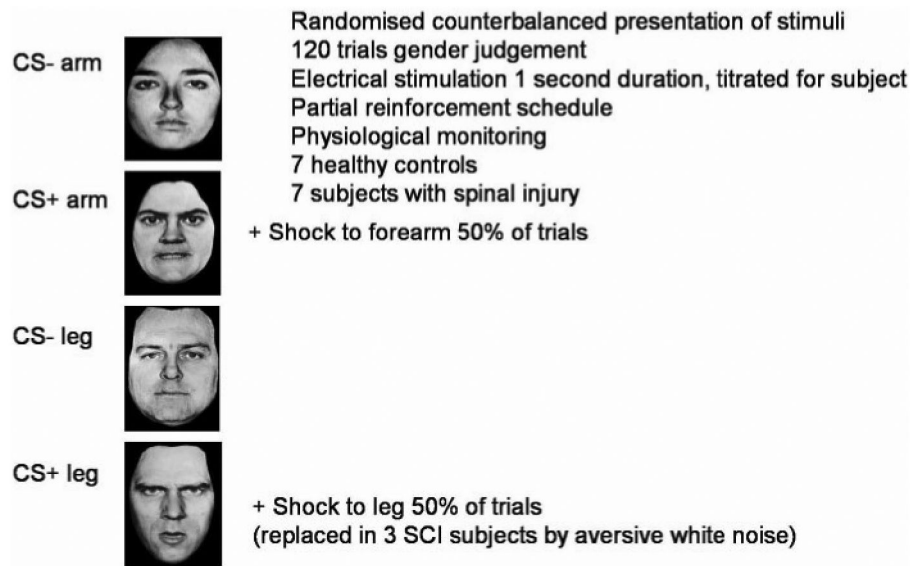 Randomised counterbalanced presentation of stimuli
CS- arm
120 trials gender judgement
Electrical stimulation 1 second duration, titrated for subject
Partial reinforcement schedule
Physiological monitoring
7 healthy controls
7 subjects with spinal injury
CS+ arm
+ Shock to forearm 50% of trials
CS- leg
CS+ leg
+ Shock to leg 50% of trials
(replaced in 3 SCI subjects by aversive white noise)